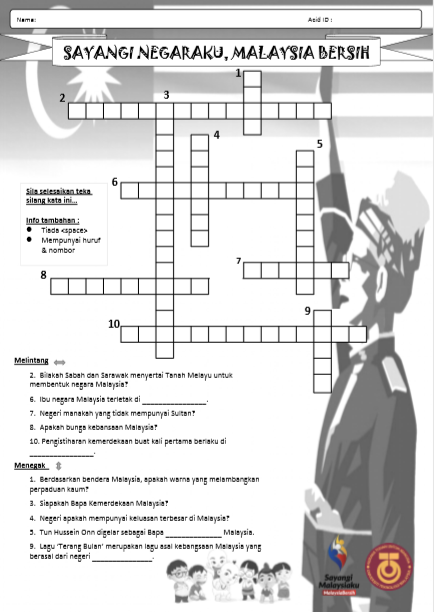 Name: Acid ID :
SAYANGI NEGARAKU, MALAYSIA BERSIH
1
2
3
4
5
6
Sila selesaikan teka
silang kata ini...
Info tambahan :
● Tiada <space>
● Mempunyai huruf
& nombor
7
8
9
10
Melintang
2. Bilakah Sabah dan Sarawak menyertai Tanah Melayu untuk
membentuk negara Malaysia?
6. Ibu negara Malaysia terletak di ________________.
7. Negeri manakah yang tidak mempunyai Sultan?
8. Apakah bunga kebansaan Malaysia?
10. Pengistiharan kemerdekaan buat kali pertama berlaku di
________________.
Menegak
1. Berdasarkan bendera Malaysia, apakah warna yang melambangkan
perpaduan kaum?
3. Siapakah Bapa Kemerdekaan Malaysia?
4. Negeri apakah mempunyai keluasan terbesar di Malaysia?
5. Tun Hussein Onn digelar sebagai Bapa ______________ Malaysia.
9. Lagu 'Terang Bulan' merupakan lagu asal kebangsaan Malaysia yang
berasal dari negeri _______________.
Sayangi
Malaysiaku
#MalaysiaBersih